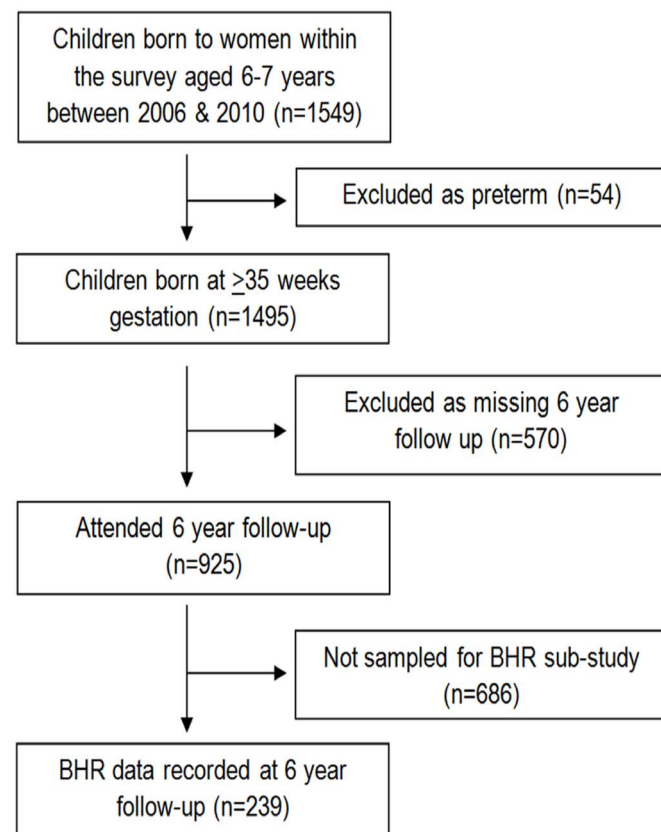 Children born to women within
the survey aged 6-7 years
between 2006 & 2010 (n=1549)
Excluded as preterm (n=54)
Children born at ≥35 weeks
gestation (n=1495)
Excluded as missing 6 year
follow up (n=570)
Attended 6 year follow-up
(n=925)
Not sampled for BHR sub-study
(n=686)
BHR data recorded at 6 year
follow-up (n=239)